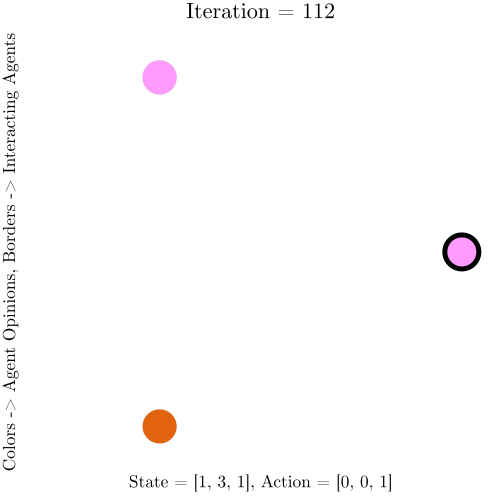 Iteration = 112
Colors -> Agent Opinions, Borders -> Interacting Agents
State = [1, 3, 1], Action = [0, 0, 1]